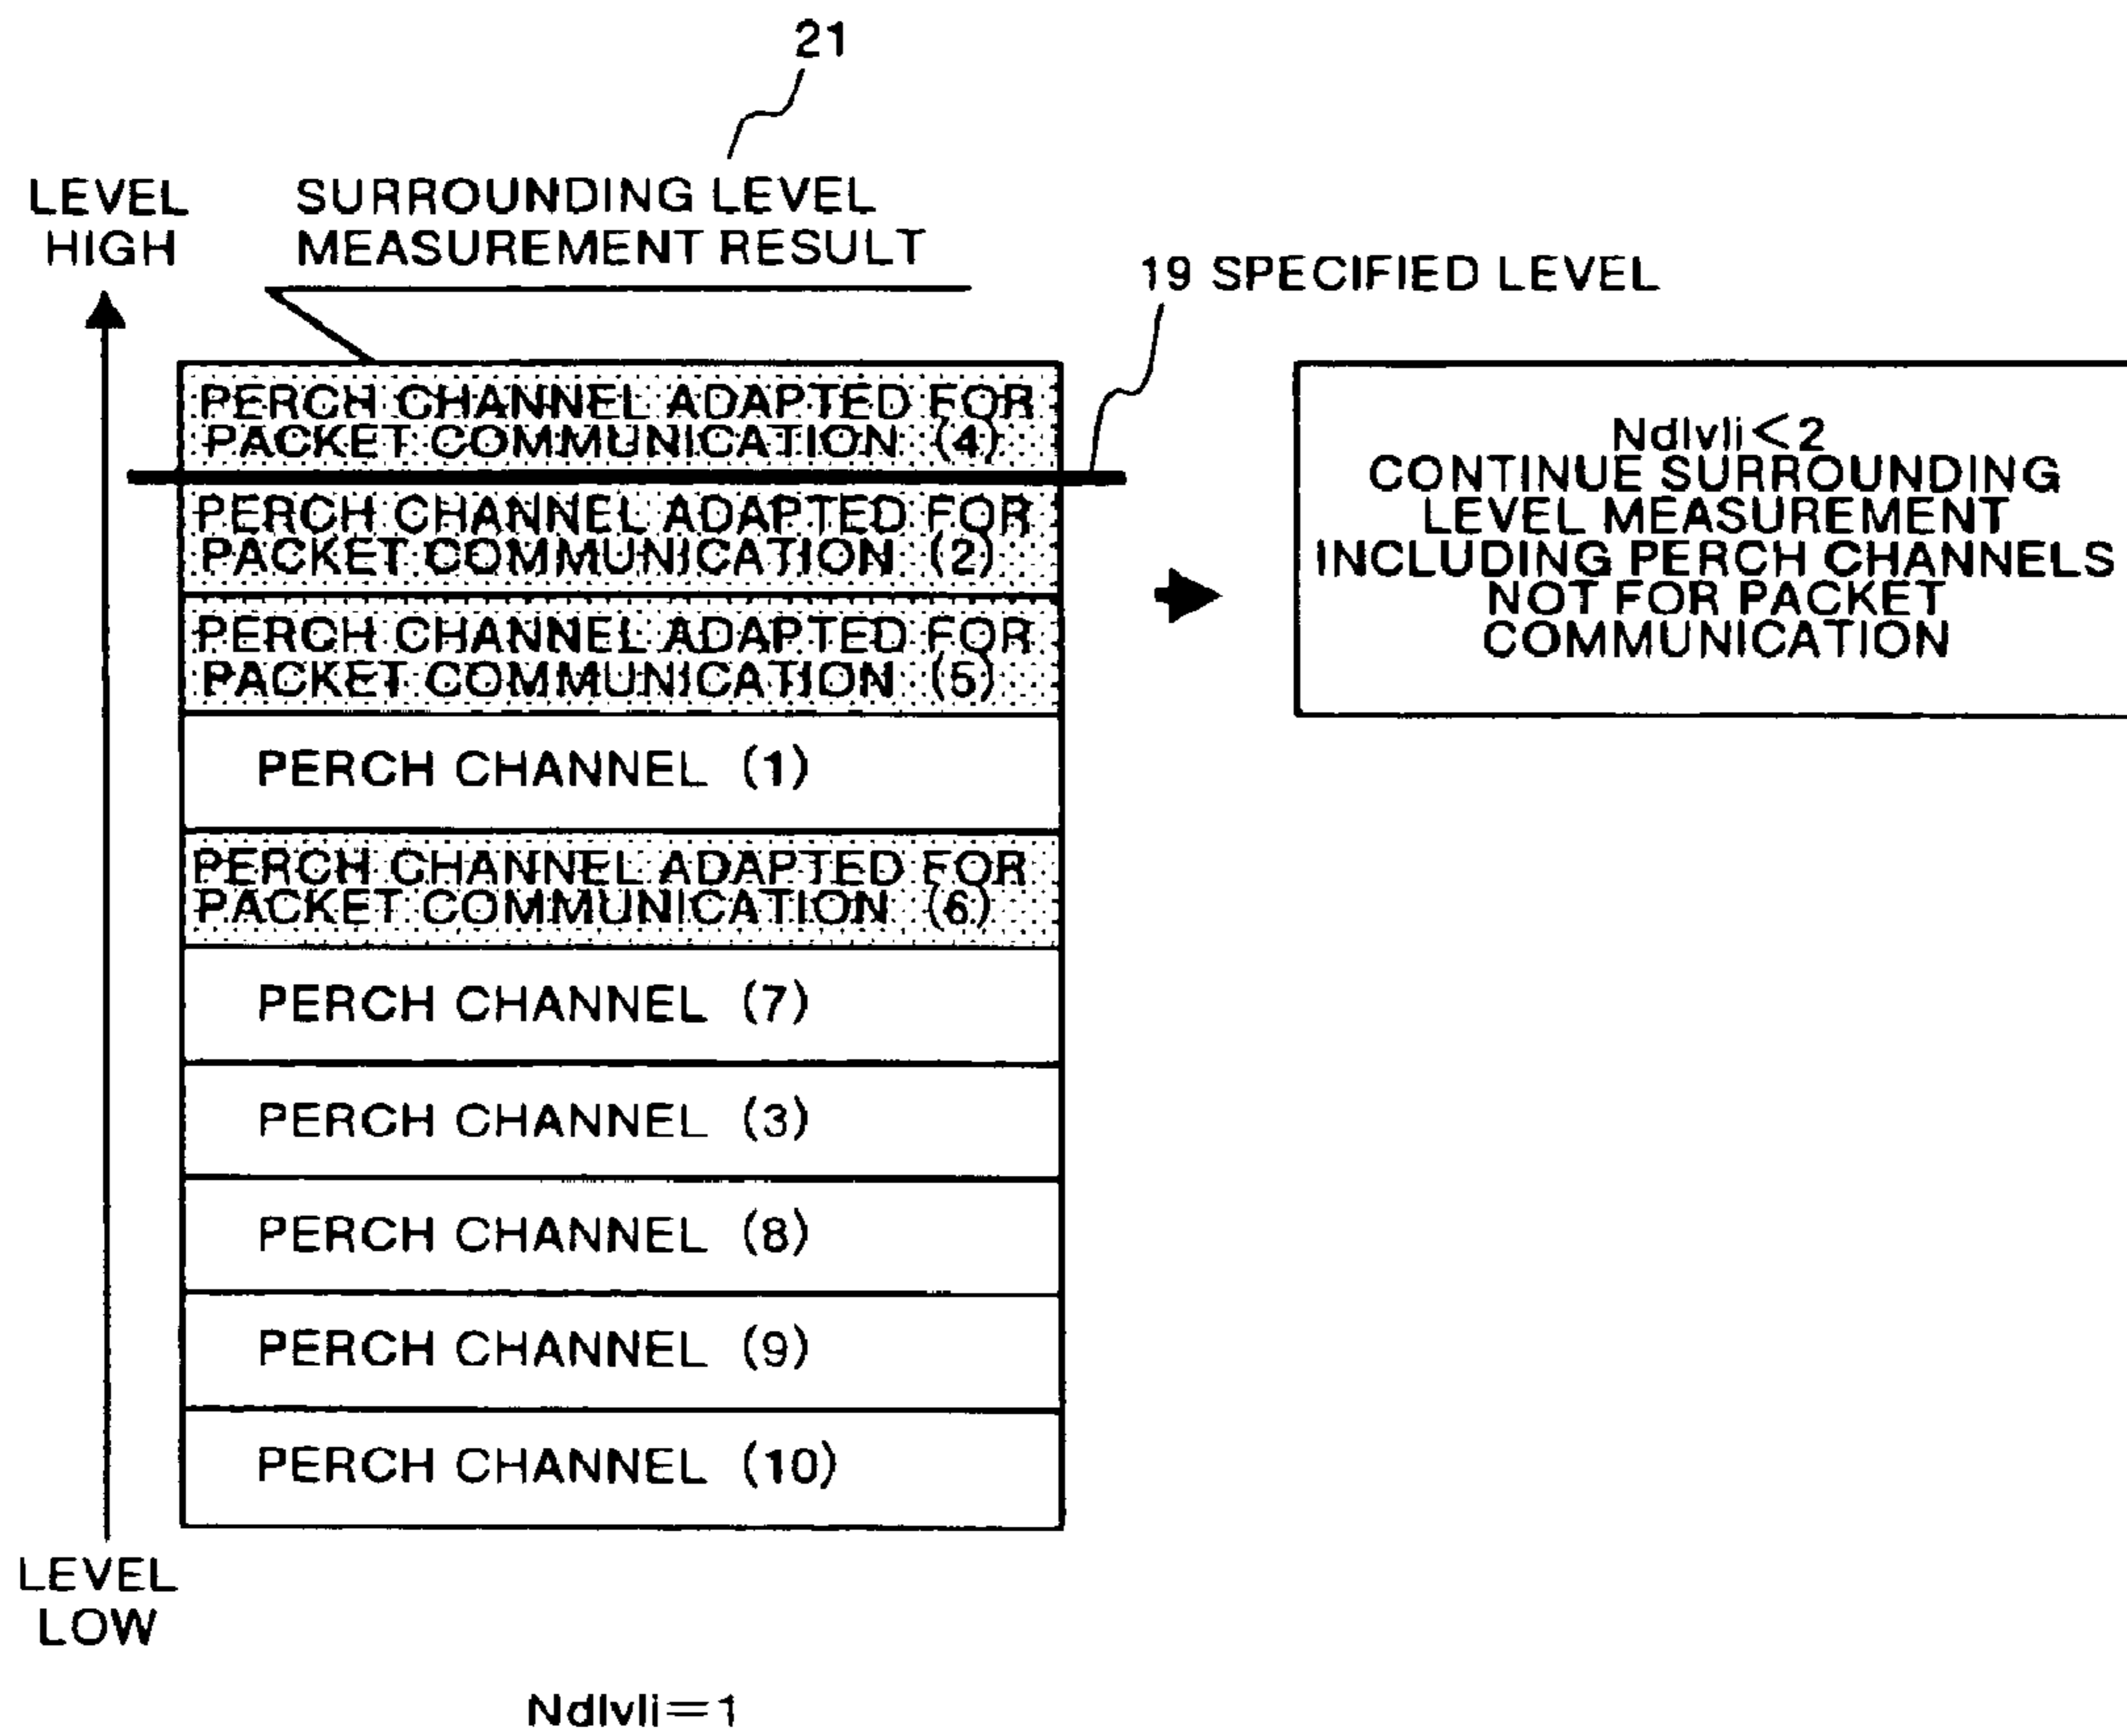 21
LEVEL
HIGH
SURROUNDING LEVEL
MEASUREMENT RESULT
19 SPECIFIED LEVEL
PERCH CHANNEL ADAPTED FOR
PACKET COMMUNICATION (4)
PERCH CHANNEL ADAPTED FOR
PACKET COMMUNICATION (2)
PERCH CHANNEL ADAPTED FOR
PACKET COMMUNICATION (5)
PERCH CHANNEL (1)
PERCH CHANNEL ADAPTED FOR
PACKET COMMUNICATION (6)
PERCH CHANNEL (7)
PERCH CHANNEL (3)
PERCH CHANNEL (8)
PERCH CHANNEL (9)
PERCH CHANNEL (10)
Ndlvli<2
CONTINUE SURROUNDING
LEVEL MEASUREMENT
INCLUDING PERCH CHANNELS
NOT FOR PACKET
COMMUNICATION
LEVEL
LOW
Ndlvli=1